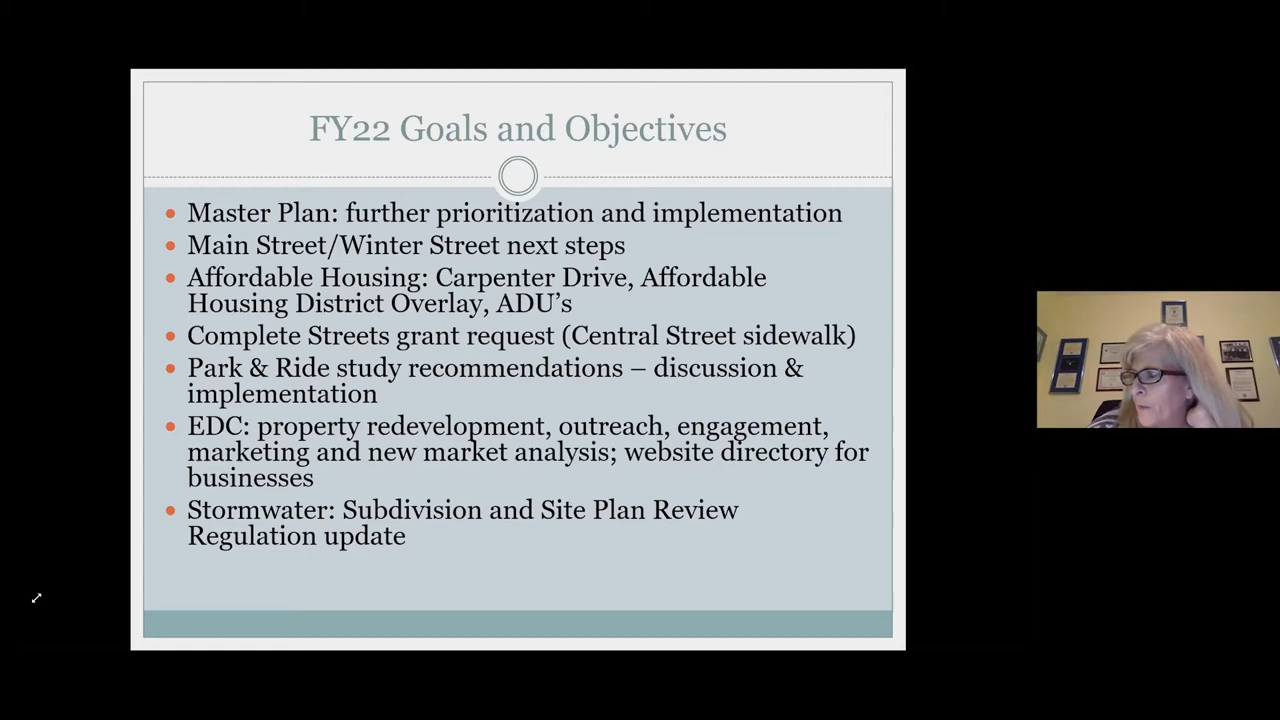 FY22 Goals and Objectives
Master Plan: further prioritization and implementation
Main Street/Winter Street next steps
Affordable Housing: Carpenter Drive, Affordable
Housing District Overlay, ADU's
Complete Streets grant request (Central Street sidewalk)
Park & Ride study recommendations – discussion &
implementation
EDC: property redevelopment, outreach, engagement,
marketing and new market analysis; website directory for
businesses
Stormwater: Subdivision and Site Plan Review
Regulation update